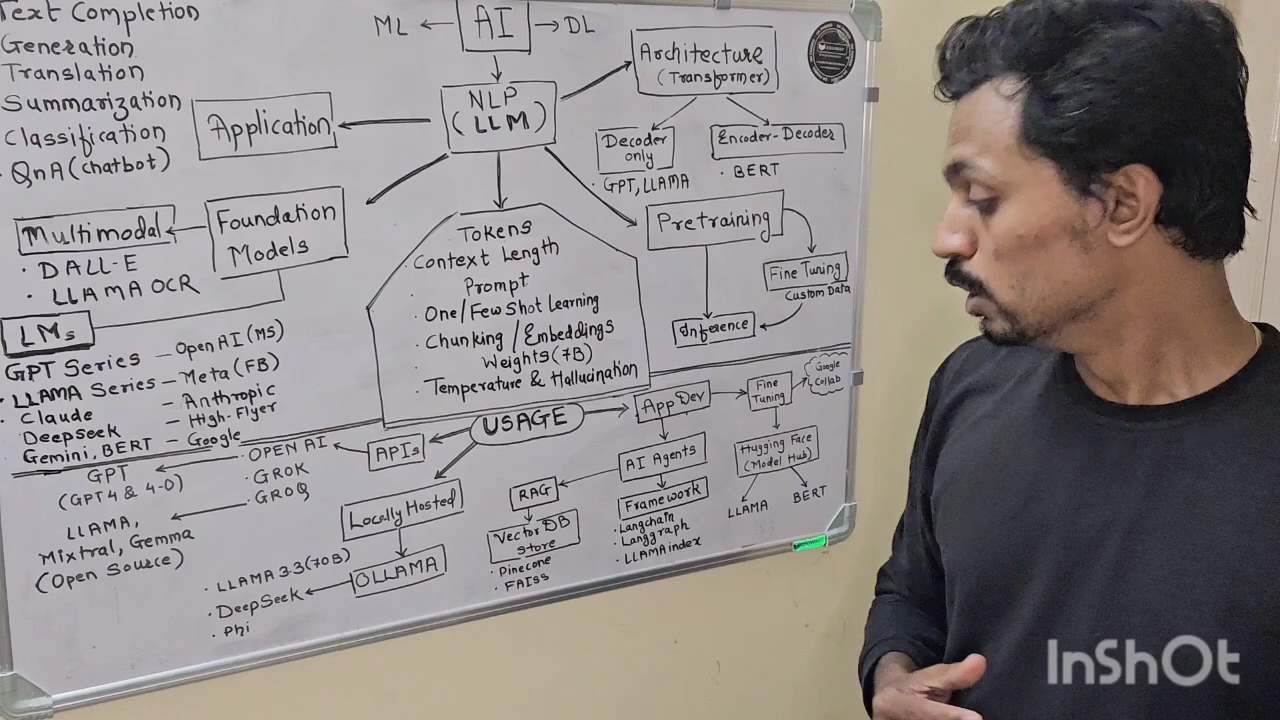 Text Completion
Generation
Translation
Summarization
Classification
· QnA (chatbot)
Application
ML ← AI → DL
NLP
(LLM)
Architecture
(Transformer)
Decoder
only
· GPT, LLAMA
Encoder-Decoder
· BERT
Pretraining
Fine Tuning
Custom Data
Inference
Foundation
Models
Multimodal
· DALL-E
· LLAMA OCR
LMs
GPT Series - Open AI (MS)
· LLAMA Series - Meta (FB)
· Claude - Anthropic
DeepSeek - High-Flyer
Gemini, BERT - Google
Tokens
· Context Length
Prompt
· One/Few Shot Learning
· Chunking / Embeddings
· Weights (7B)
· Temperature & Hallucination
USAGE
APIs
· OPEN AI
GROK
· GROQ
GPT
(GPT4 & 4-O)
LLAMA,
Mixtral, Gemma
(Open Source)
Locally Hosted
OLLAMA
· LLAMA 3.3 (70B)
· DeepSeek
· Phi
App Dev
AI Agents
RAG
Vector DB
store
· Pinecone
· FAISS
Framework
· Langchain
· Langgraph
· LLAMA index
Fine
Tuning
Google
Collab
Hugging Face
(Model Hub)
LLAMA
BERT
InShOt